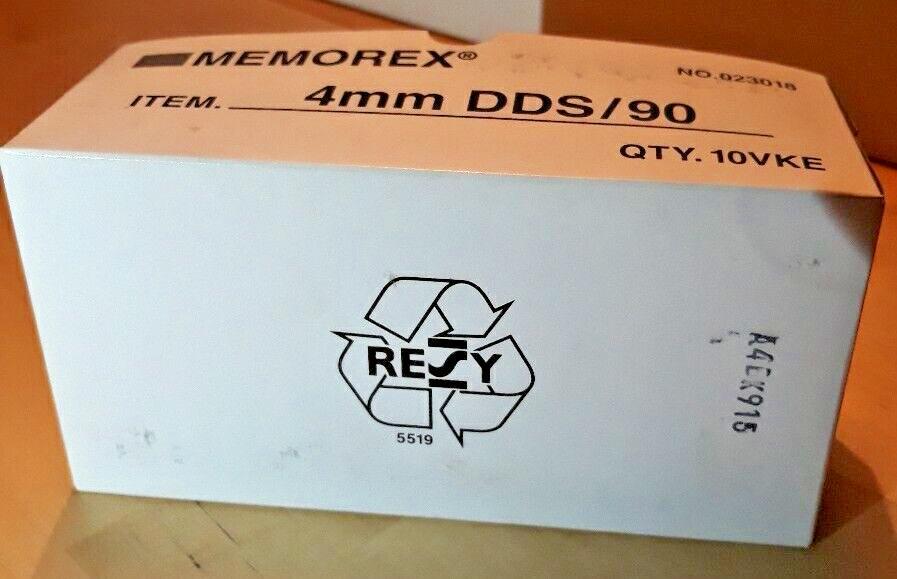 MEMOREX®
NO.023018
ITEM. 4mm DDS/90
QTY. 10VKE
RESY
5519
A4EK915